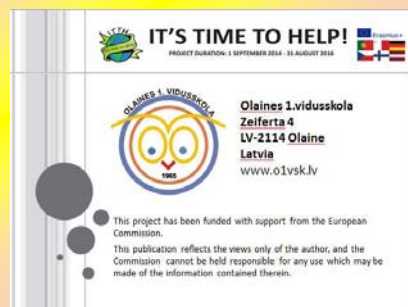 IT'S TIME TO HELP!
PROJECT DURATION: 1 SEPTEMBER 2014 - 31 AUGUST 2016
Erasmus+
OLAINES 1. VIDUSSKOLA
1965
Olaines 1.vidusskola
Zeiferta 4
LV-2114 Olaine
Latvia
www.o1vsk.lv
This project has been funded with support from the European
Commission.
This publication reflects the views only of the author, and the
Commission cannot be held responsible for any use which may be
made of the information contained therein.